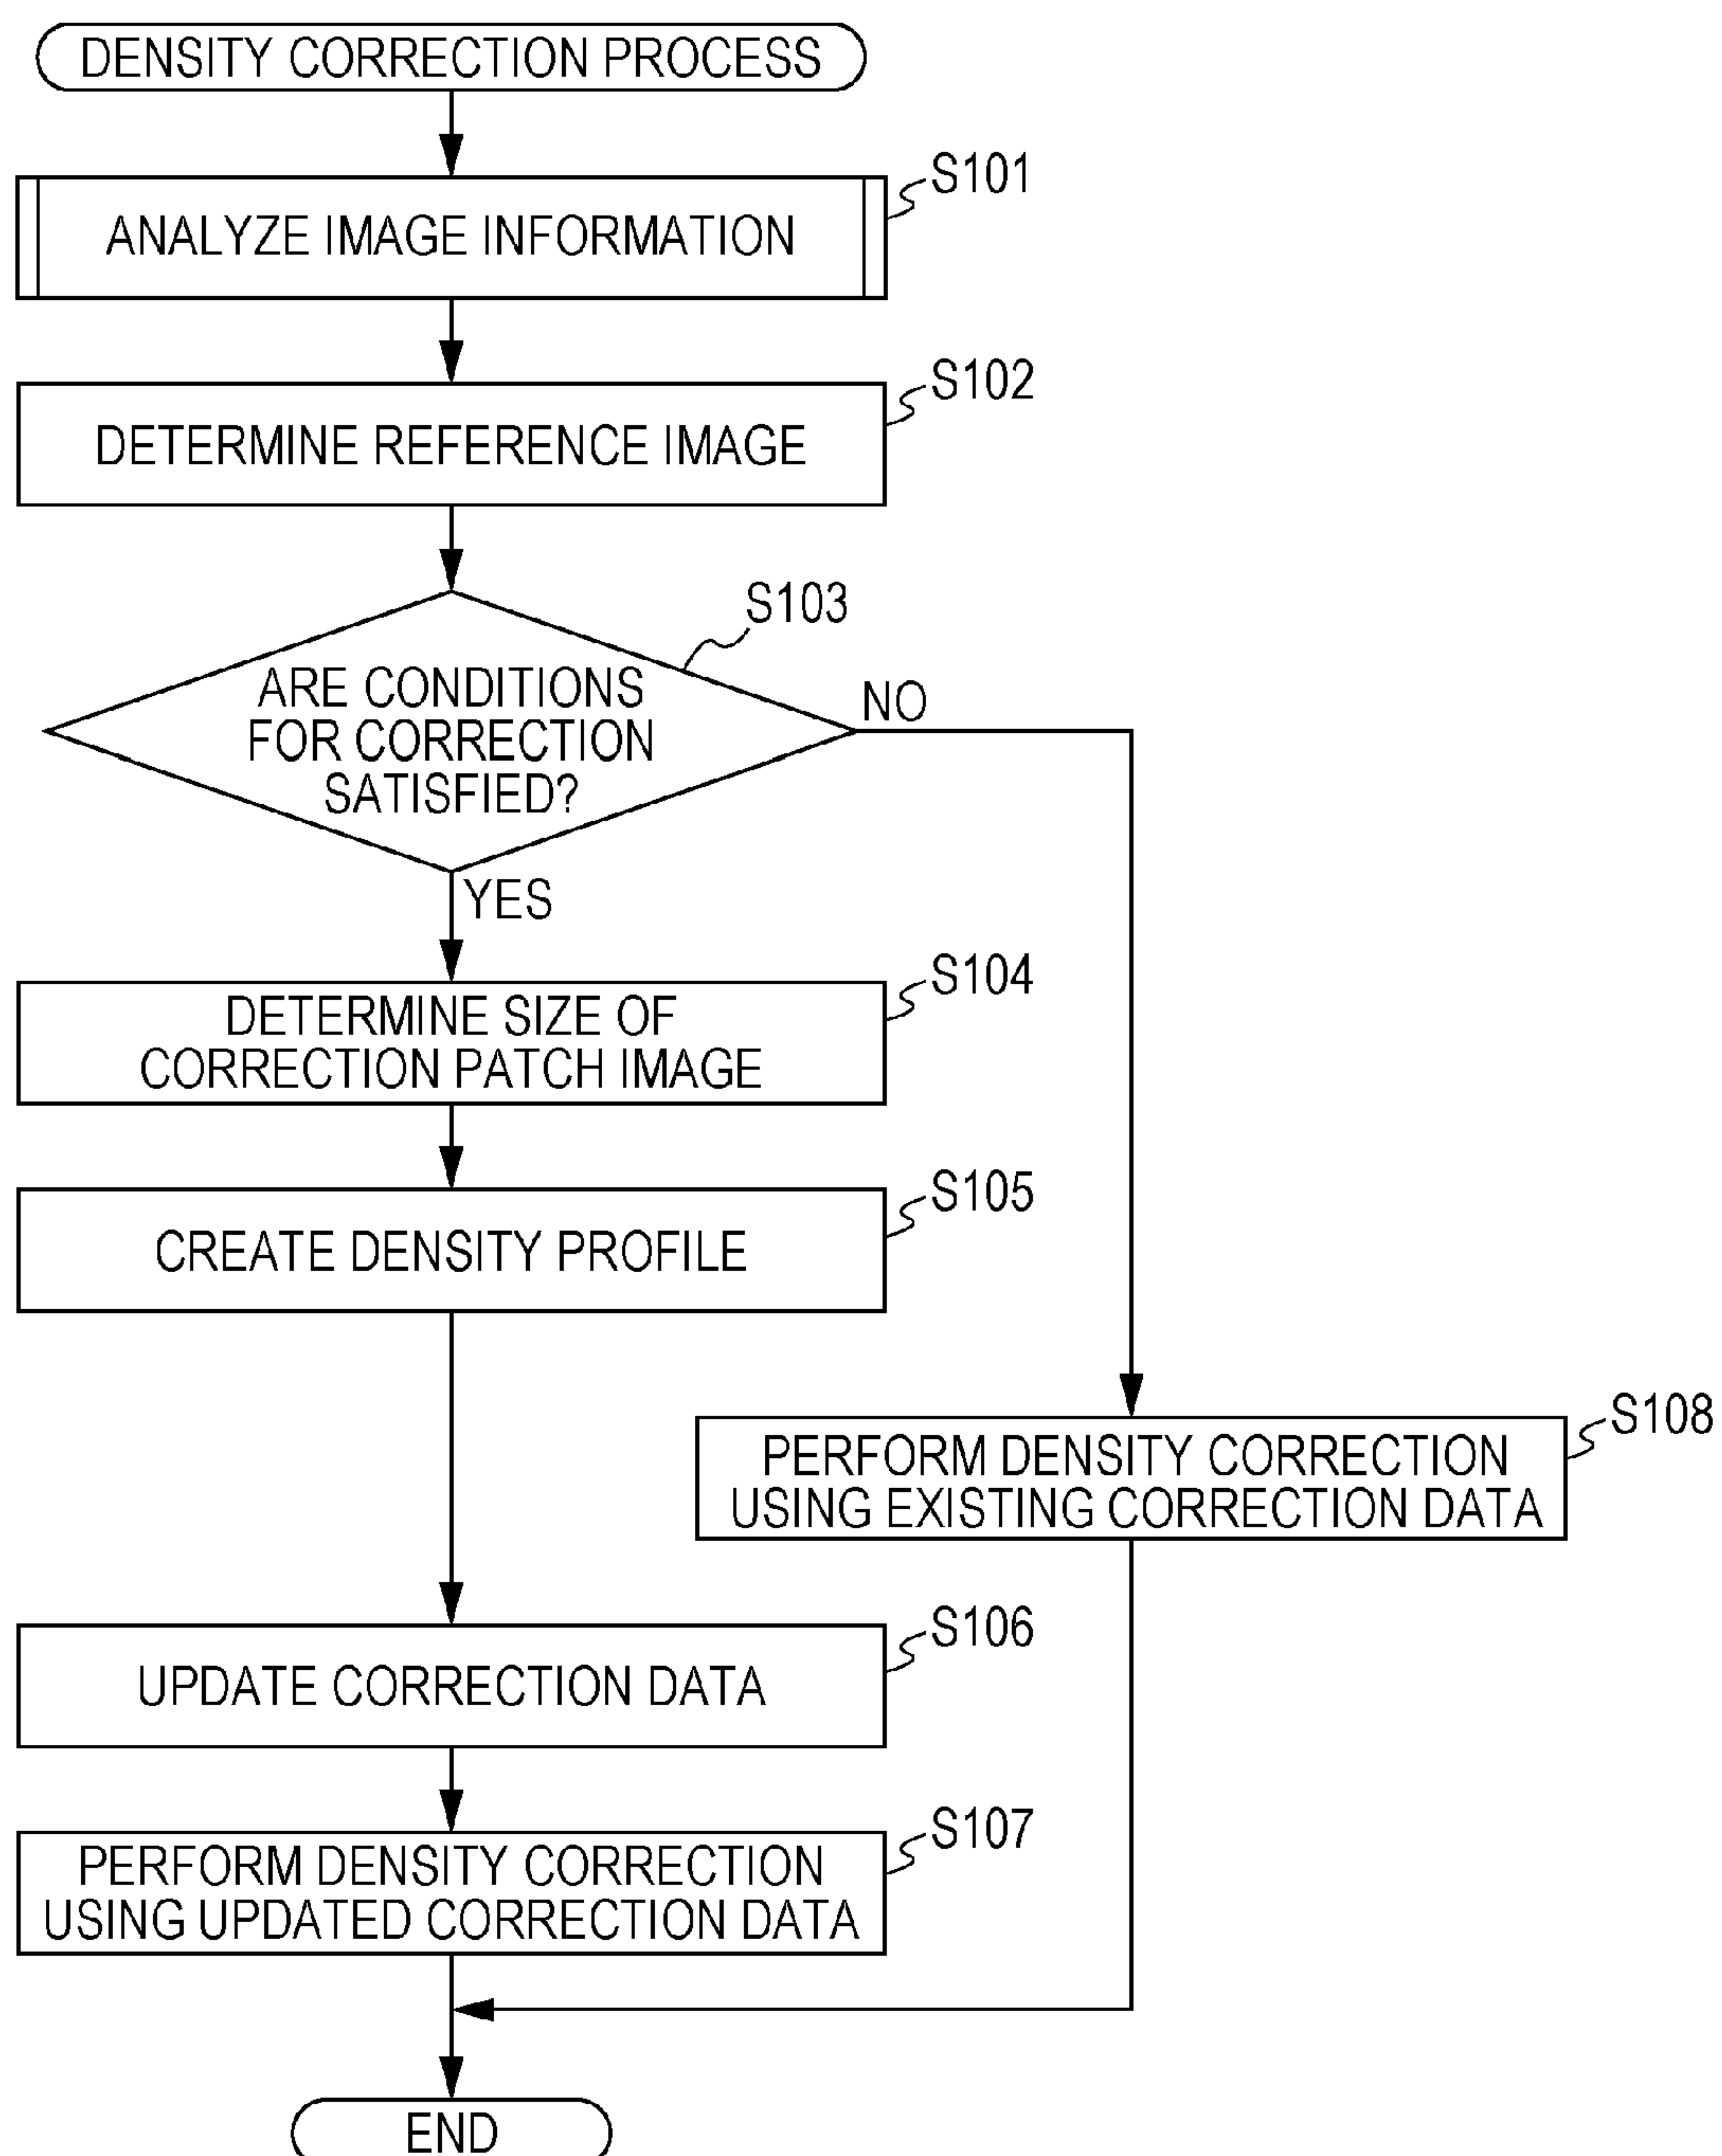 DENSITY CORRECTION PROCESS
S101
ANALYZE IMAGE INFORMATION
S102
DETERMINE REFERENCE IMAGE
S103
ARE CONDITIONS
FOR CORRECTION
SATISFIED?
NO
YES
S104
DETERMINE SIZE OF
CORRECTION PATCH IMAGE
S105
CREATE DENSITY PROFILE
S108
PERFORM DENSITY CORRECTION
USING EXISTING CORRECTION DATA
S106
UPDATE CORRECTION DATA
S107
PERFORM DENSITY CORRECTION
USING UPDATED CORRECTION DATA
END